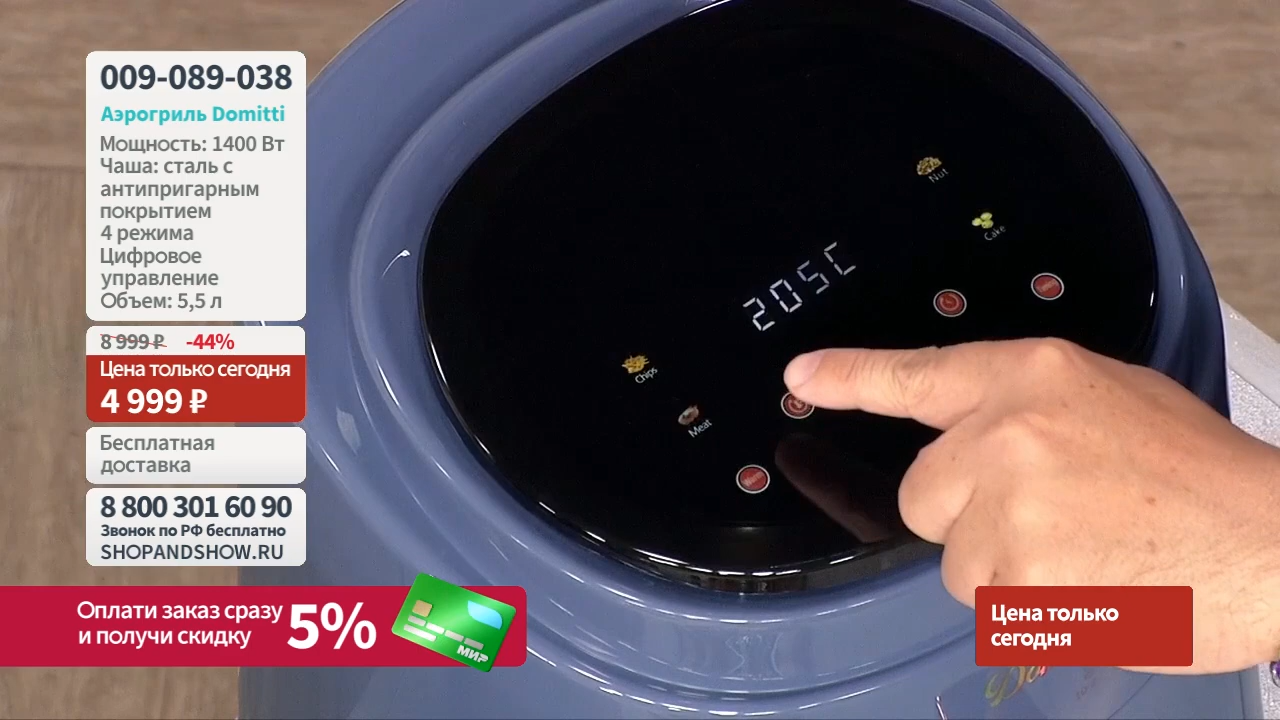 009-089-038
Аэрогриль Domitti
Мощность: 1400 Вт
Чаша: сталь с
антипригарным
покрытием
4 режима
Цифровое
управление
Объем: 5,5 л
8 999 ₽ -44%
Цена только сегодня
4 999 ₽
Бесплатная
доставка
8 800 301 60 90
Звонок по РФ бесплатно
SHOPANDSHOW.RU
Оплати заказ сразу
и получи скидку
5%
МИР
Nut
Cake
205C
Chips
Meat
Цена только
сегодня